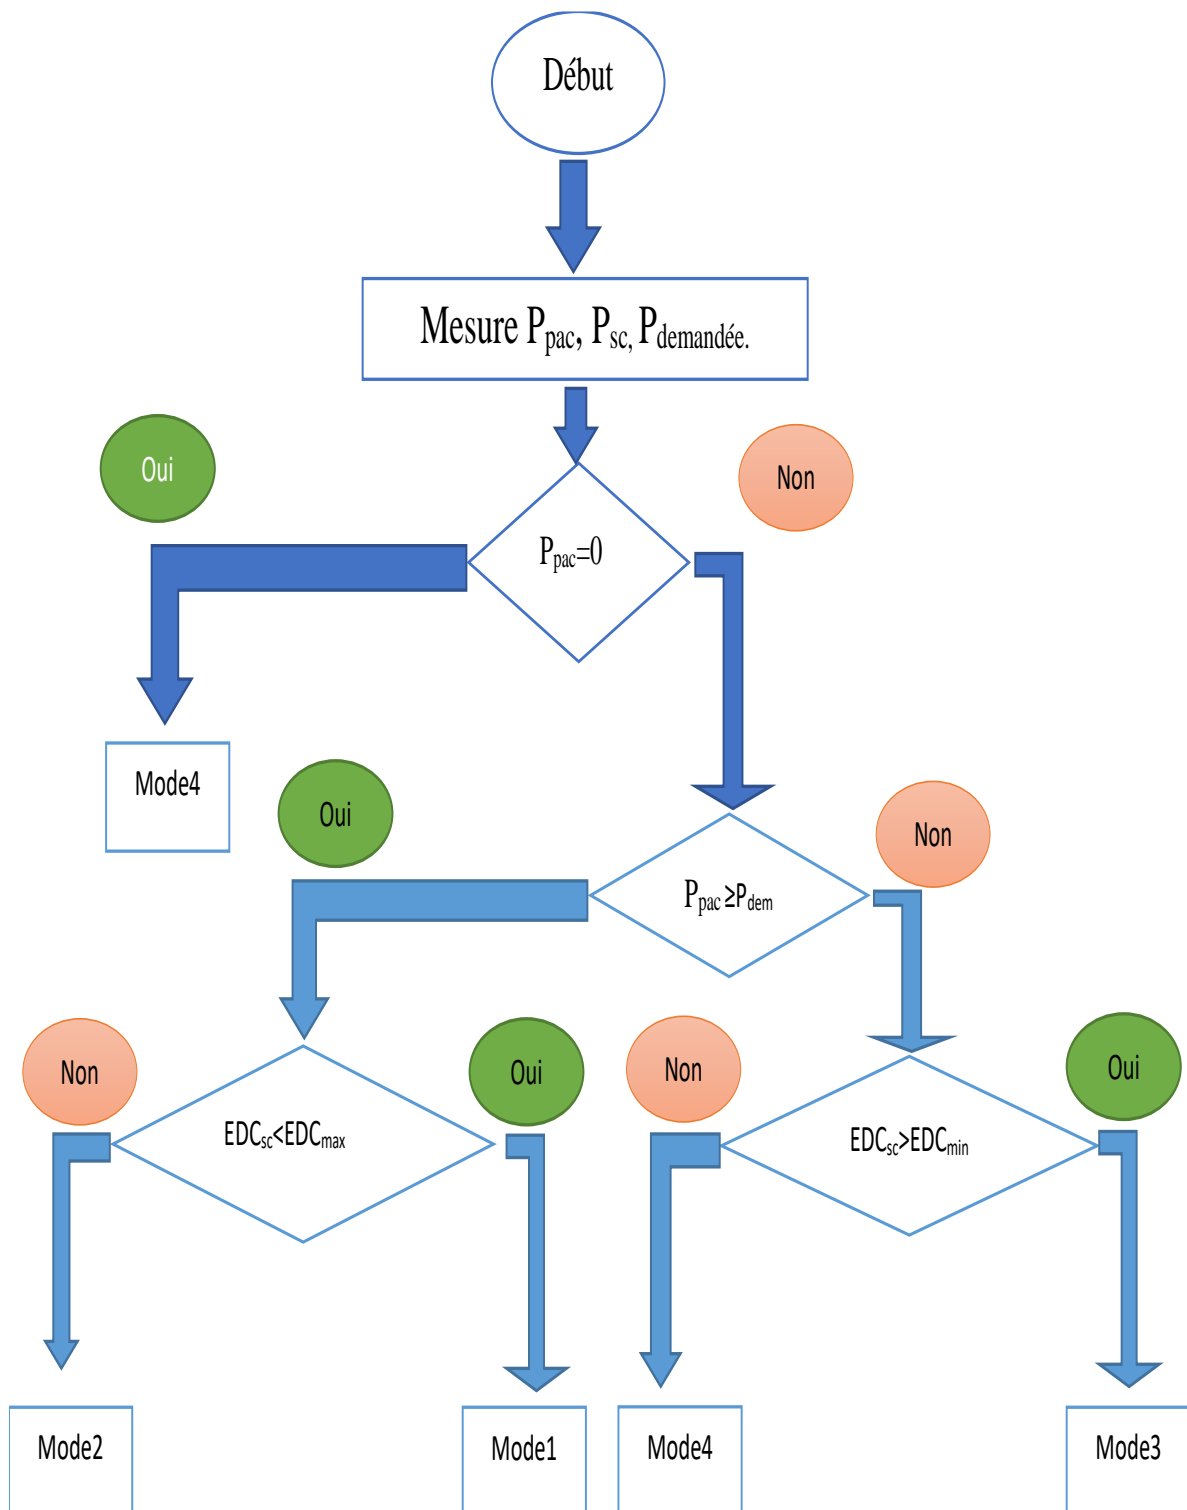 Début
Mesure Ppac, Psc, Pdemandée.
Oui
Non
Ppac=0
Mode4
Oui
Non
Ppac ≥Pdem
Non
Oui
Non
Oui
EDCsc<EDCmax
EDCsc>EDCmin
Mode2
Mode1
Mode4
Mode3